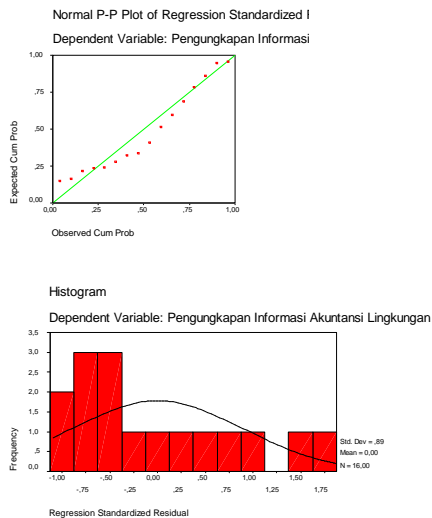 Normal P-P Plot of Regression Standardized
Dependent Variable: Pengungkapan Informasi
Expected Cum Prob
1,00
,75
,50
,25
0,00
0,00 ,25 ,50 ,75 1,00
Observed Cum Prob
Histogram
Dependent Variable: Pengungkapan Informasi Akuntansi Lingkungan
Frequency
3,5
3,0
2,5
2,0
1,5
1,0
,5
0,0
-1,00 -,50 0,00 ,50 1,00 1,50
-,75 -,25 ,25 ,75 1,25 1,75
Std. Dev = ,89
Mean = 0,00
N = 16,00
Regression Standardized Residual